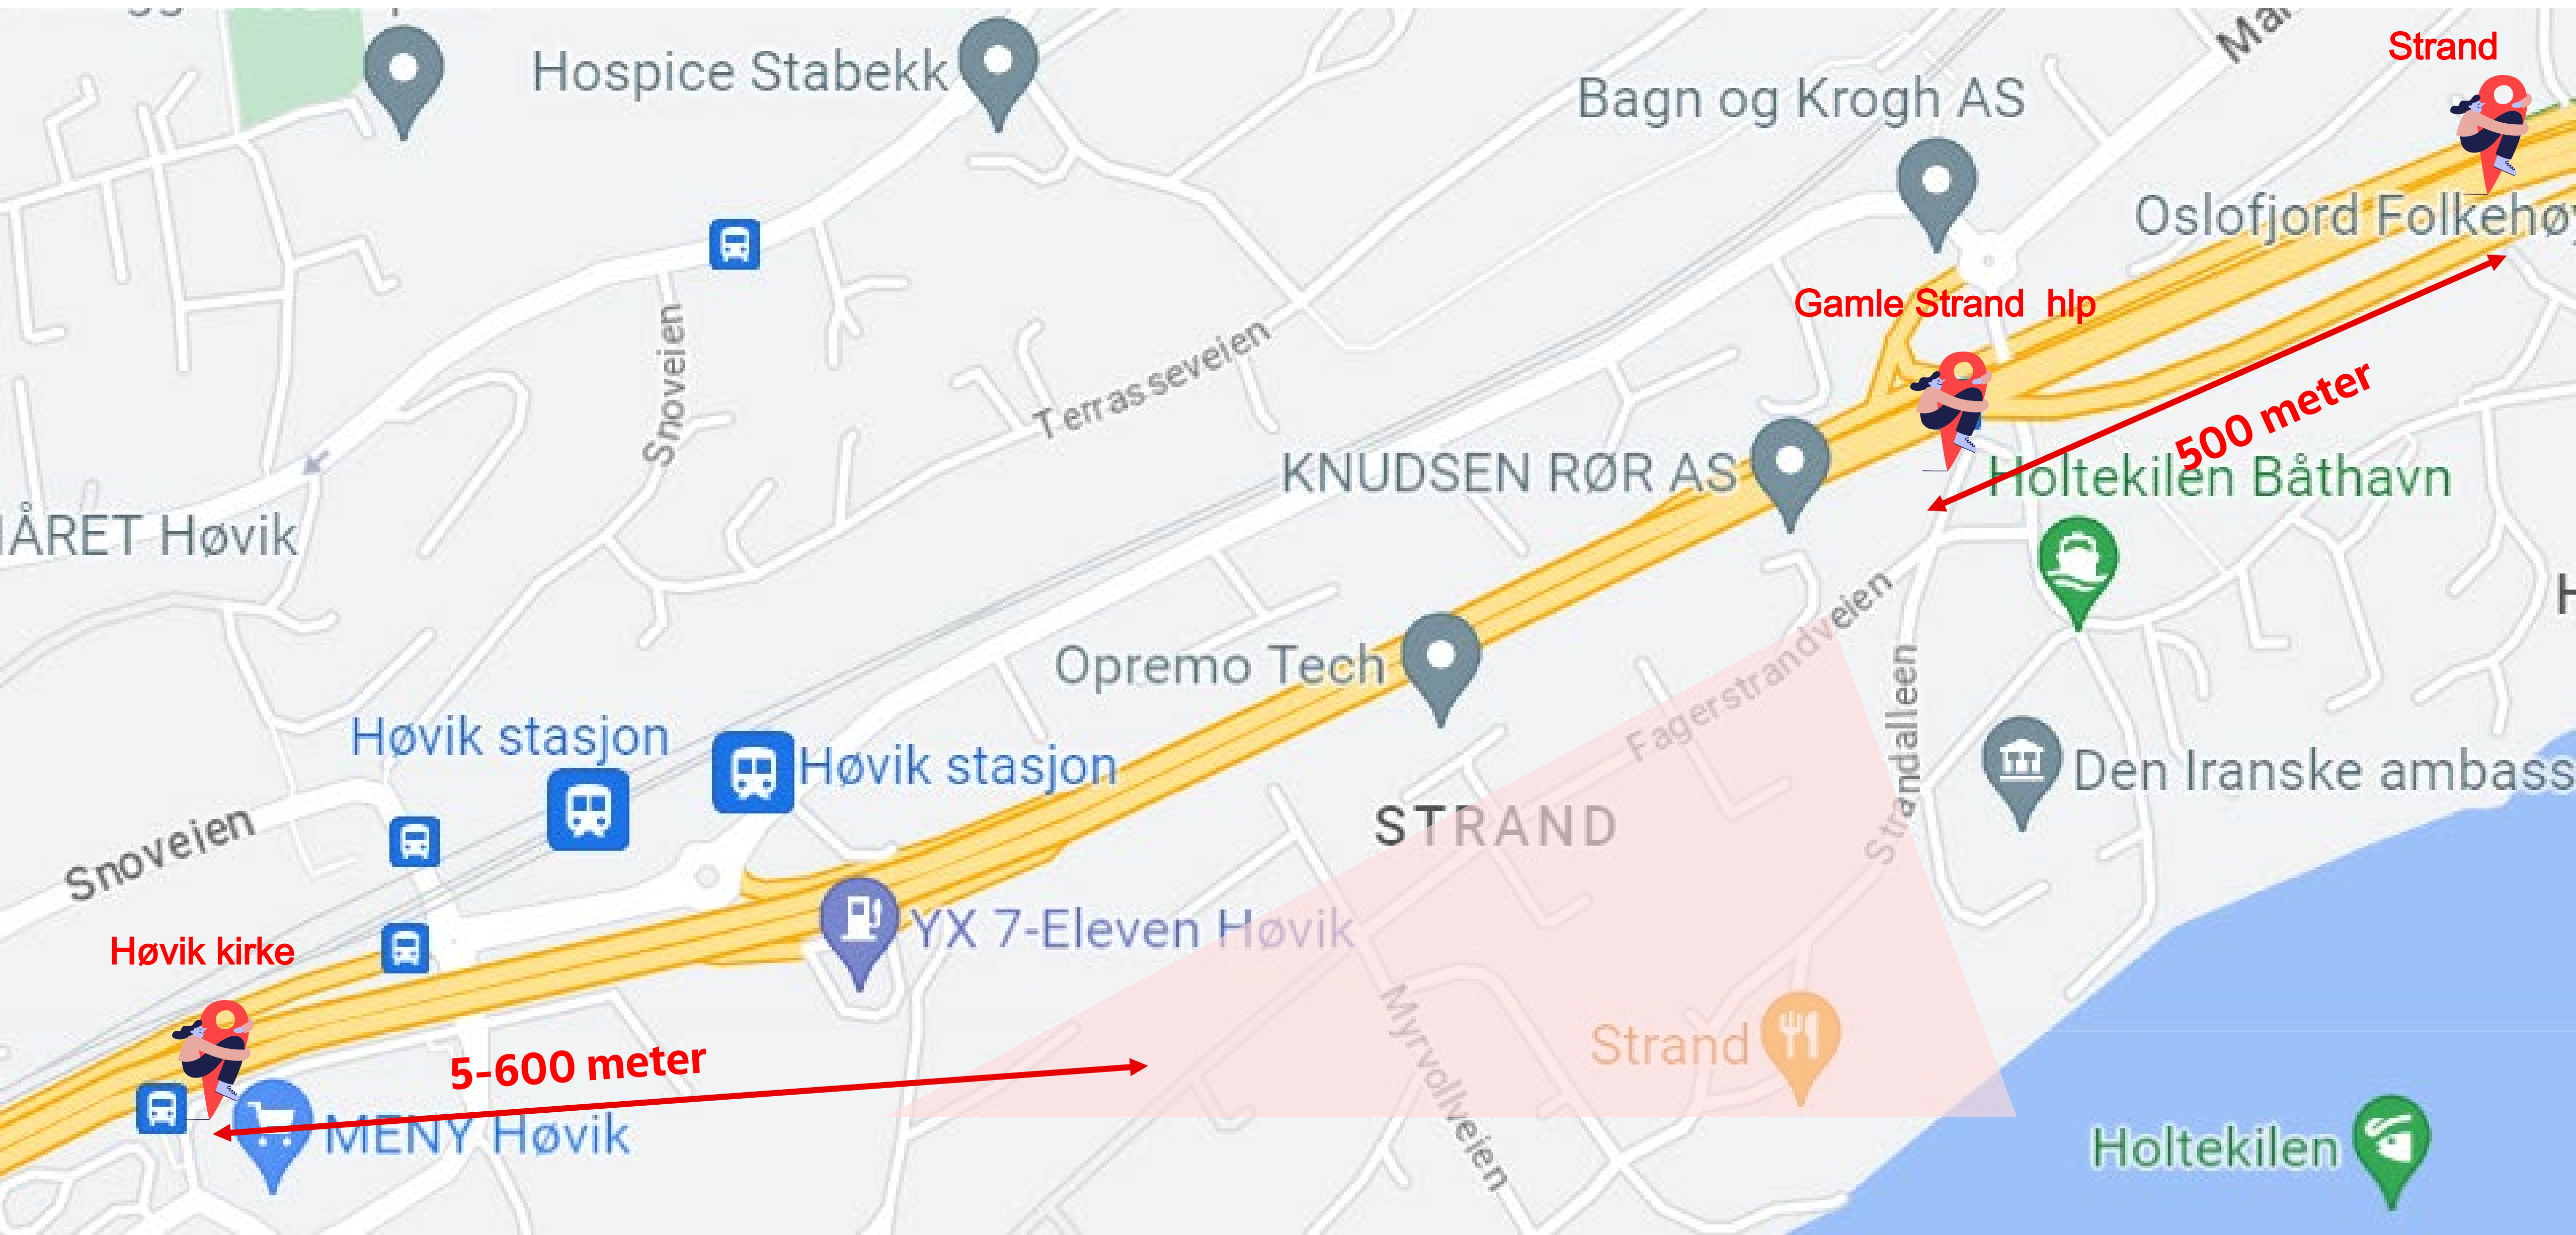 Strand
Hospice Stabekk
Bagn og Krogh AS
Oslofjord Folkehøy
Gamle Strand hlp
Snoveien
Terrasseveien
500 meter
KNUDSEN RØR AS
Holtekilen Båthavn
ÅRET Høvik
Fagerstrandveien
Opremo Tech
Strandalleen
Høvik stasjon
Høvik stasjon
Den Iranske ambass
STRAND
Snoveien
YX 7-Eleven Høvik
Høvik kirke
Myrvollveien
Strand
5-600 meter
MENY Høvik
Holtekilen